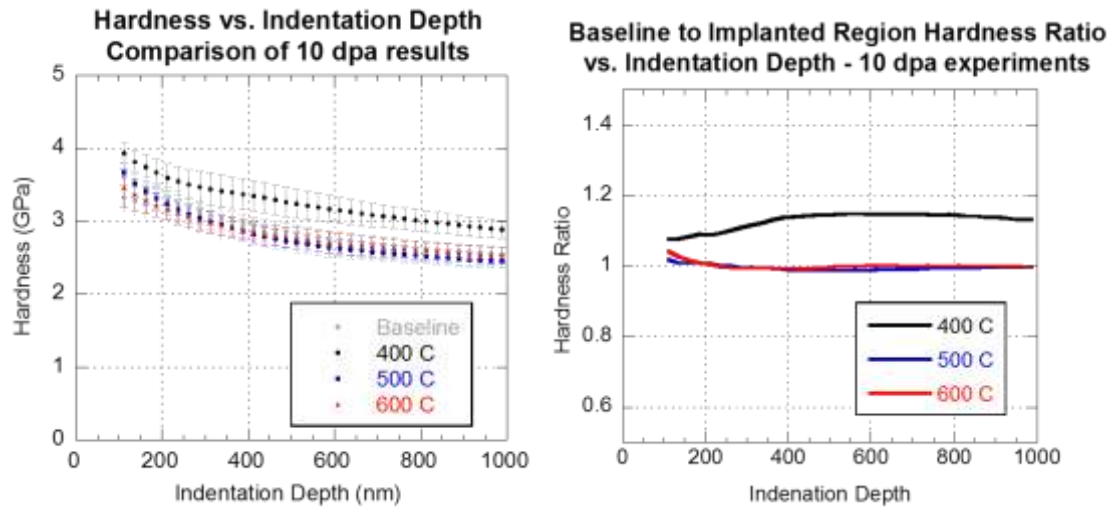 Hardness vs. Indentation Depth
Comparison of 10 dpa results
5
4
3
2
1
0
Hardness (GPa)
Baseline
400 C
500 C
600 C
0 200 400 600 800 1000
Indentation Depth (nm)
Baseline to Implanted Region Hardness Ratio
vs. Indentation Depth - 10 dpa experiments
1.4
1.2
1
0.8
0.6
Hardness Ratio
400 C
500 C
600 C
0 200 400 600 800 1000
Indenation Depth